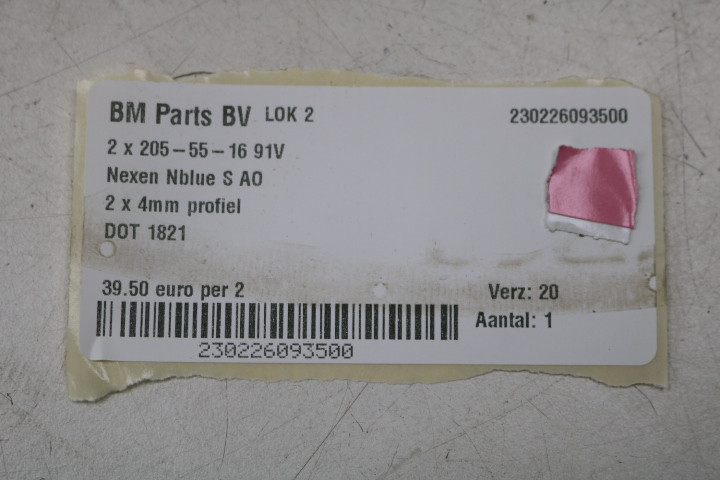 BM Parts BV LOK 2 230226093500
2 x 205-55-16 91V
Nexen Nblue S AO
2 x 4mm profiel
DOT 1821
39.50 euro per 2 Verz: 20
Aantal: 1
230226093500